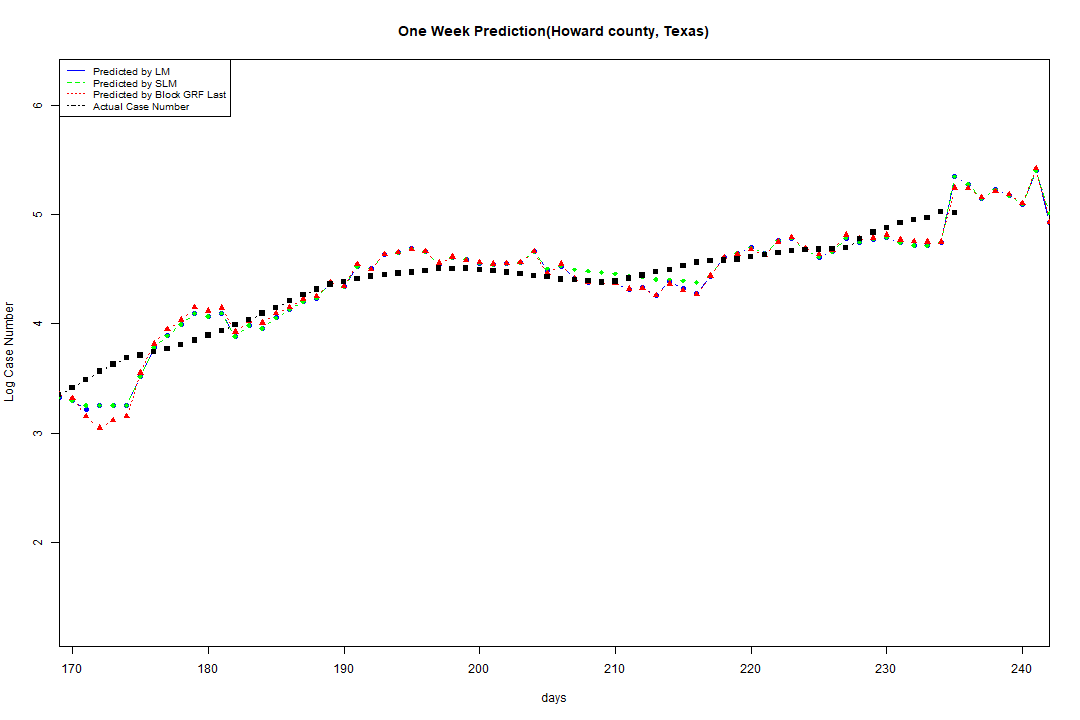 One Week Prediction(Howard county, Texas)
Predicted by LM
Predicted by SLM
Predicted by Block GRF Last
Actual Case Number
6
5
4
3
2
Log Case Number
170 180 190 200 210 220 230 240
days